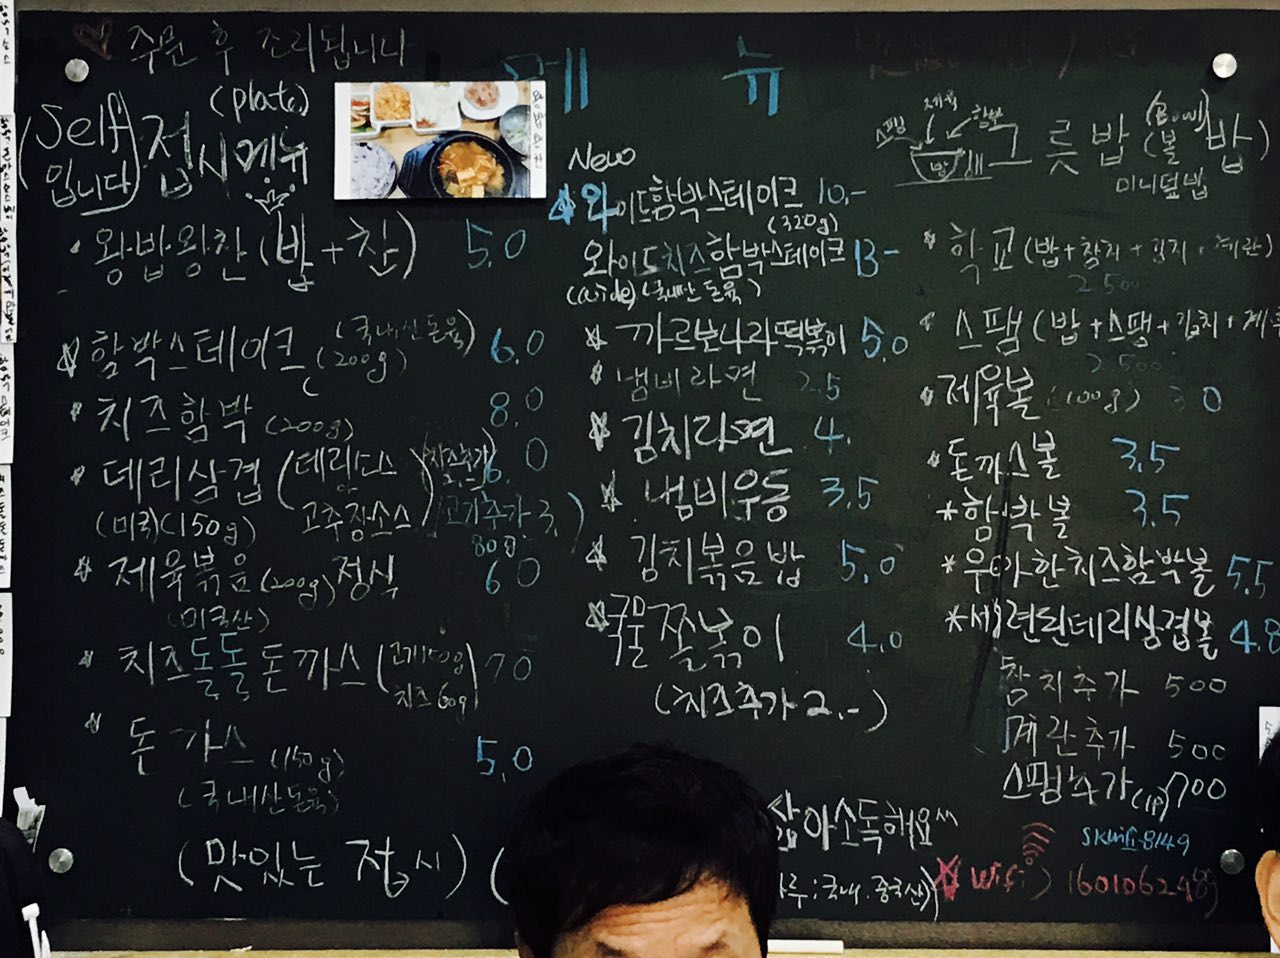 주문 후 조리됩니다
메 뉴
(Self 입니다)
접시메뉴 (plate)
왕밥왕찬 (밥+찬) 5.0
함박스테이크 (국내산돈육) (200g) 6.0
치즈함박 (200g) 8.0
데리삼겹 (데리소스 고추장소스) (치즈추가) 6.0
(미국)(150g) 고기추가 3,
80g
제육볶음 (200g) 정식 6.0
(미국산)
치즈돌돌돈까스 (고기150g 치즈60g) 7.0
돈가스 (150g) 5.0
(국내산돈육)
(맛있는 접시)
New
와이드함박스테이크 10,-
(320g)
와이드치즈함박스테이크 13-
(wide) (국내산돈육)
까르보나라떡볶이 5.0
냄비라면 2.5
김치라면 4.
냄비우동 3.5
김치볶음밥 5.0
국물쫄볶이 4.0
(치즈추가 2.-)
스팸 제육 함박
밥
그릇밥 (Bowl) (볼밥)
미니덮밥
학교 (밥+참치+김치+계란)
2500
스팸 (밥+스팸+김치+계
2500
제육볼 (100g) 3.0
돈까스볼 3.5
함박볼 3.5
우아한치즈함박볼 5.5
세련된데리삼겹볼 4.8
참치추가 500
계란추가 500
스팸추가 (1P) 700
아소독해요^^
루:국내.중국산)
SKwifi-8149
wifi) 1601062489